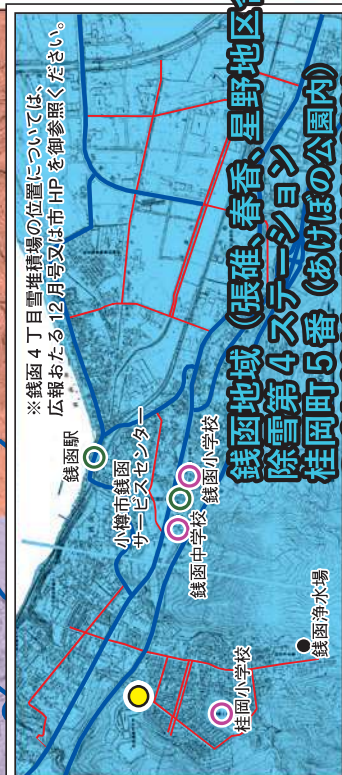 ※銭函4丁目雪堆積場の位置については、
広報おたる12月号又は市HPを御参照ください。
銭函駅
小樽市銭函
サービスセンター
銭函中学校
銭函小学校
桂岡小学校
銭函浄水場
銭函地域（張碓、春香、星野地区
除雪第4ステーション
桂岡町5番（あけぼの公園内）